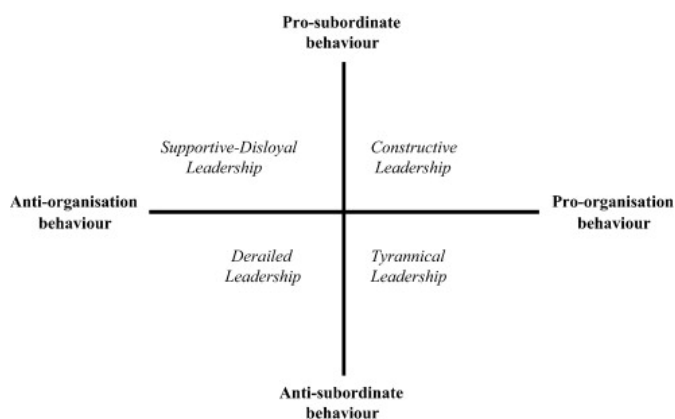 Pro-subordinate
behaviour
Supportive-Disloyal
Leadership
Constructive
Leadership
Anti-organisation
behaviour
Pro-organisation
behaviour
Derailed
Leadership
Tyrannical
Leadership
Anti-subordinate
behaviour